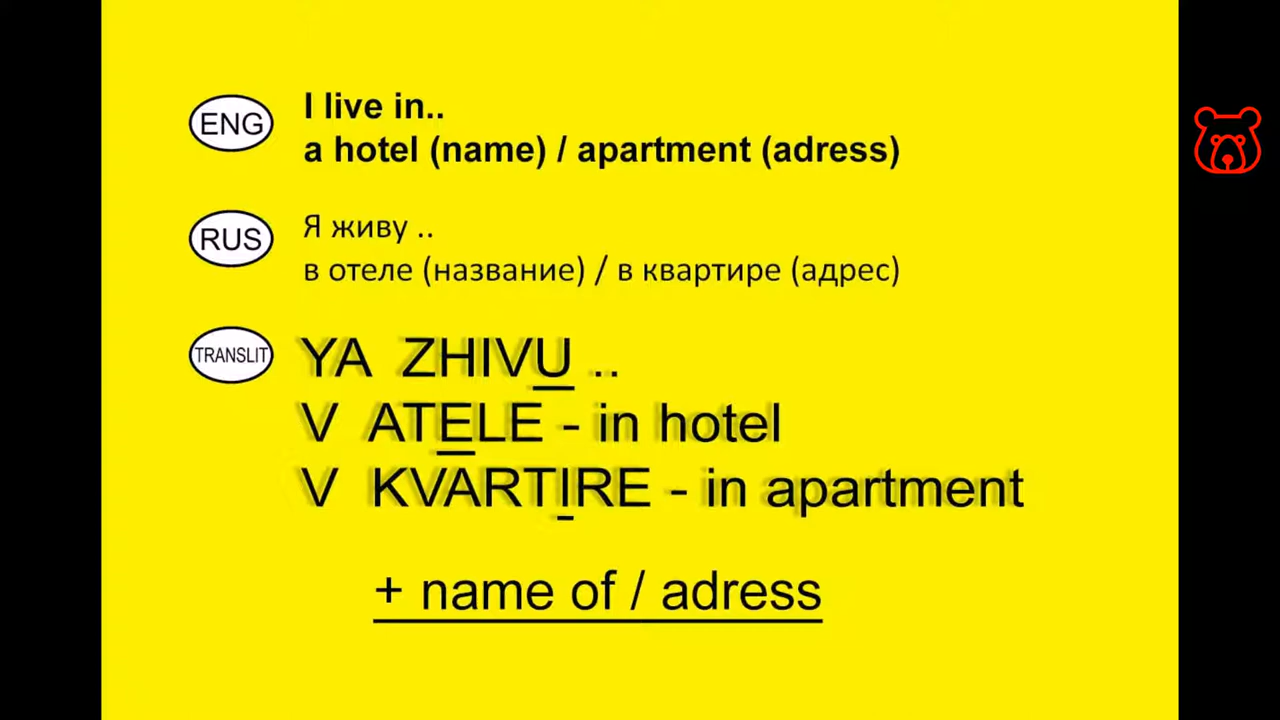 ENG
I live in..
a hotel (name) / apartment (adress)
RUS
Я живу ..
в отеле (название) / в квартире (адрес)
TRANSLIT
YA ZHIVU ..
V ATELE - in hotel
V KVARTIRE - in apartment
+ name of / adress